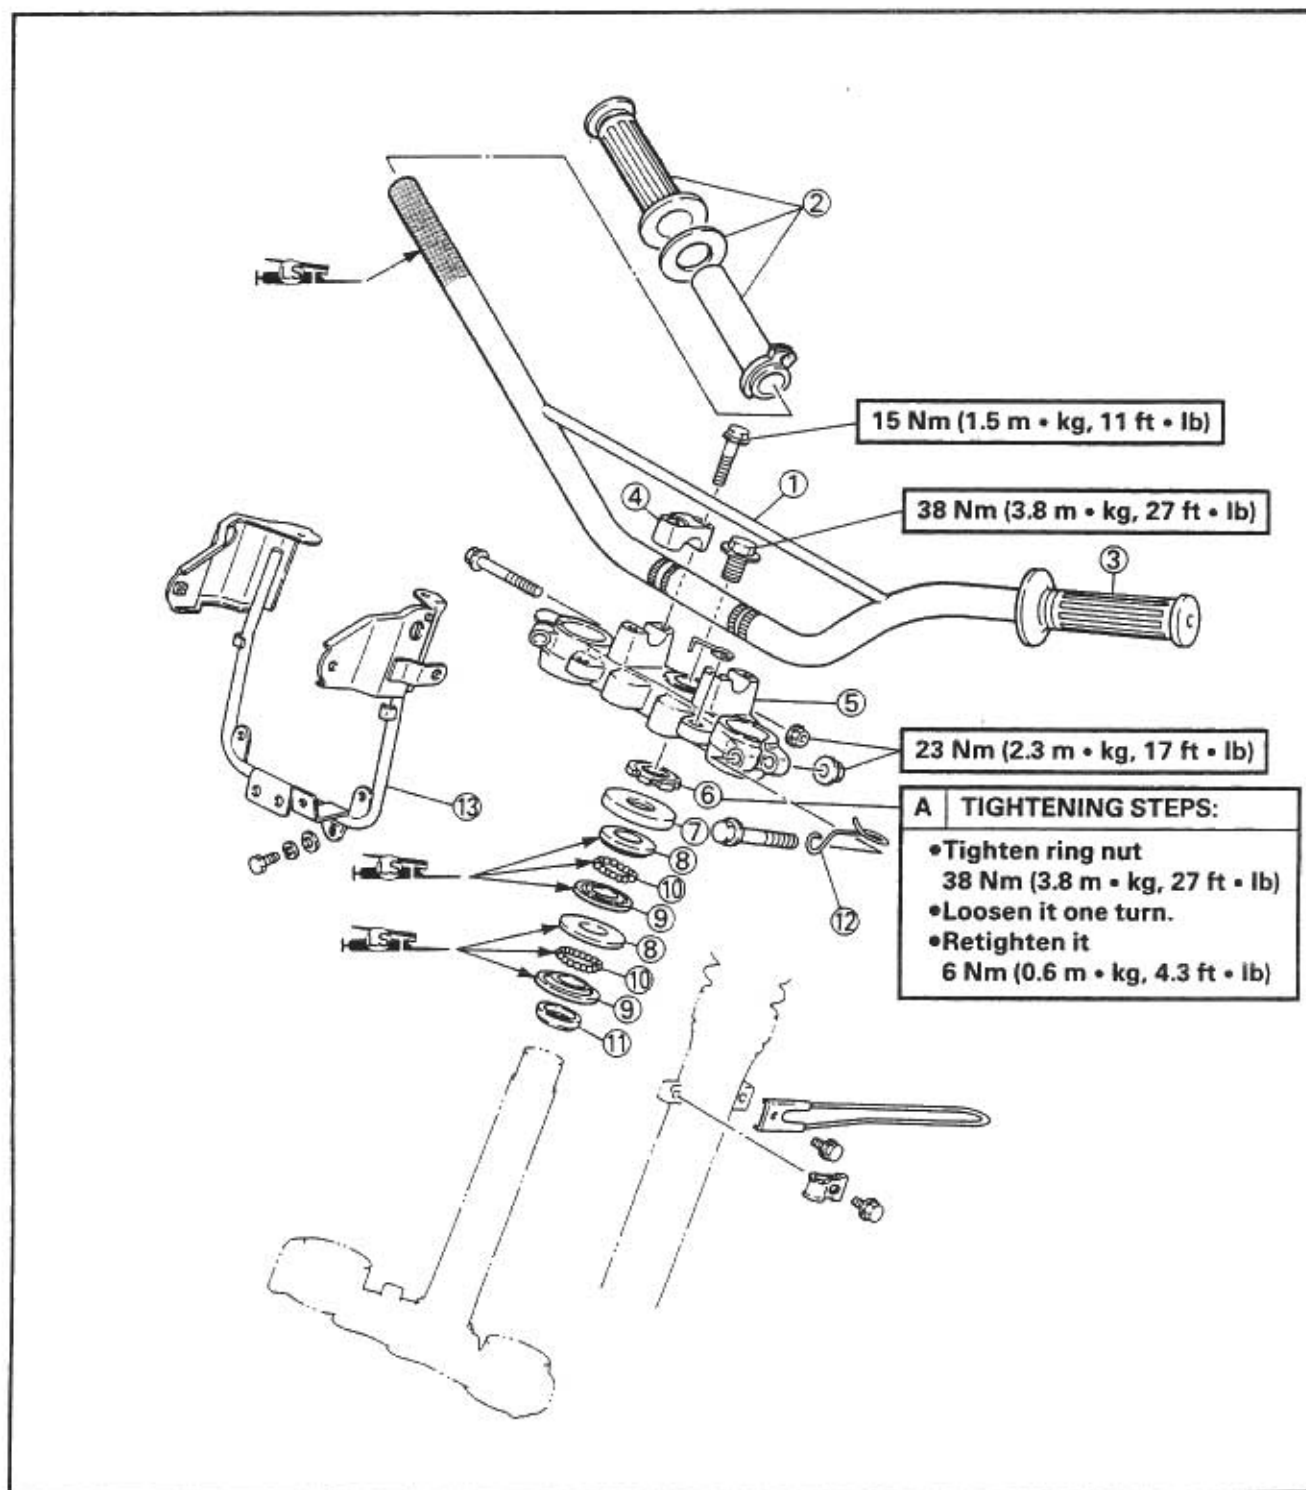 ②
15 Nm (1.5 m • kg, 11 ft • lb)
①
④
38 Nm (3.8 m • kg, 27 ft • lb)
③
⑤
23 Nm (2.3 m • kg, 17 ft • lb)
⑥
⑬
⑦
A TIGHTENING STEPS:
•Tighten ring nut
38 Nm (3.8 m • kg, 27 ft • lb)
•Loosen it one turn.
•Retighten it
6 Nm (0.6 m • kg, 4.3 ft • lb)
⑧
⑩
⑨
⑫
⑧
⑩
⑨
⑪